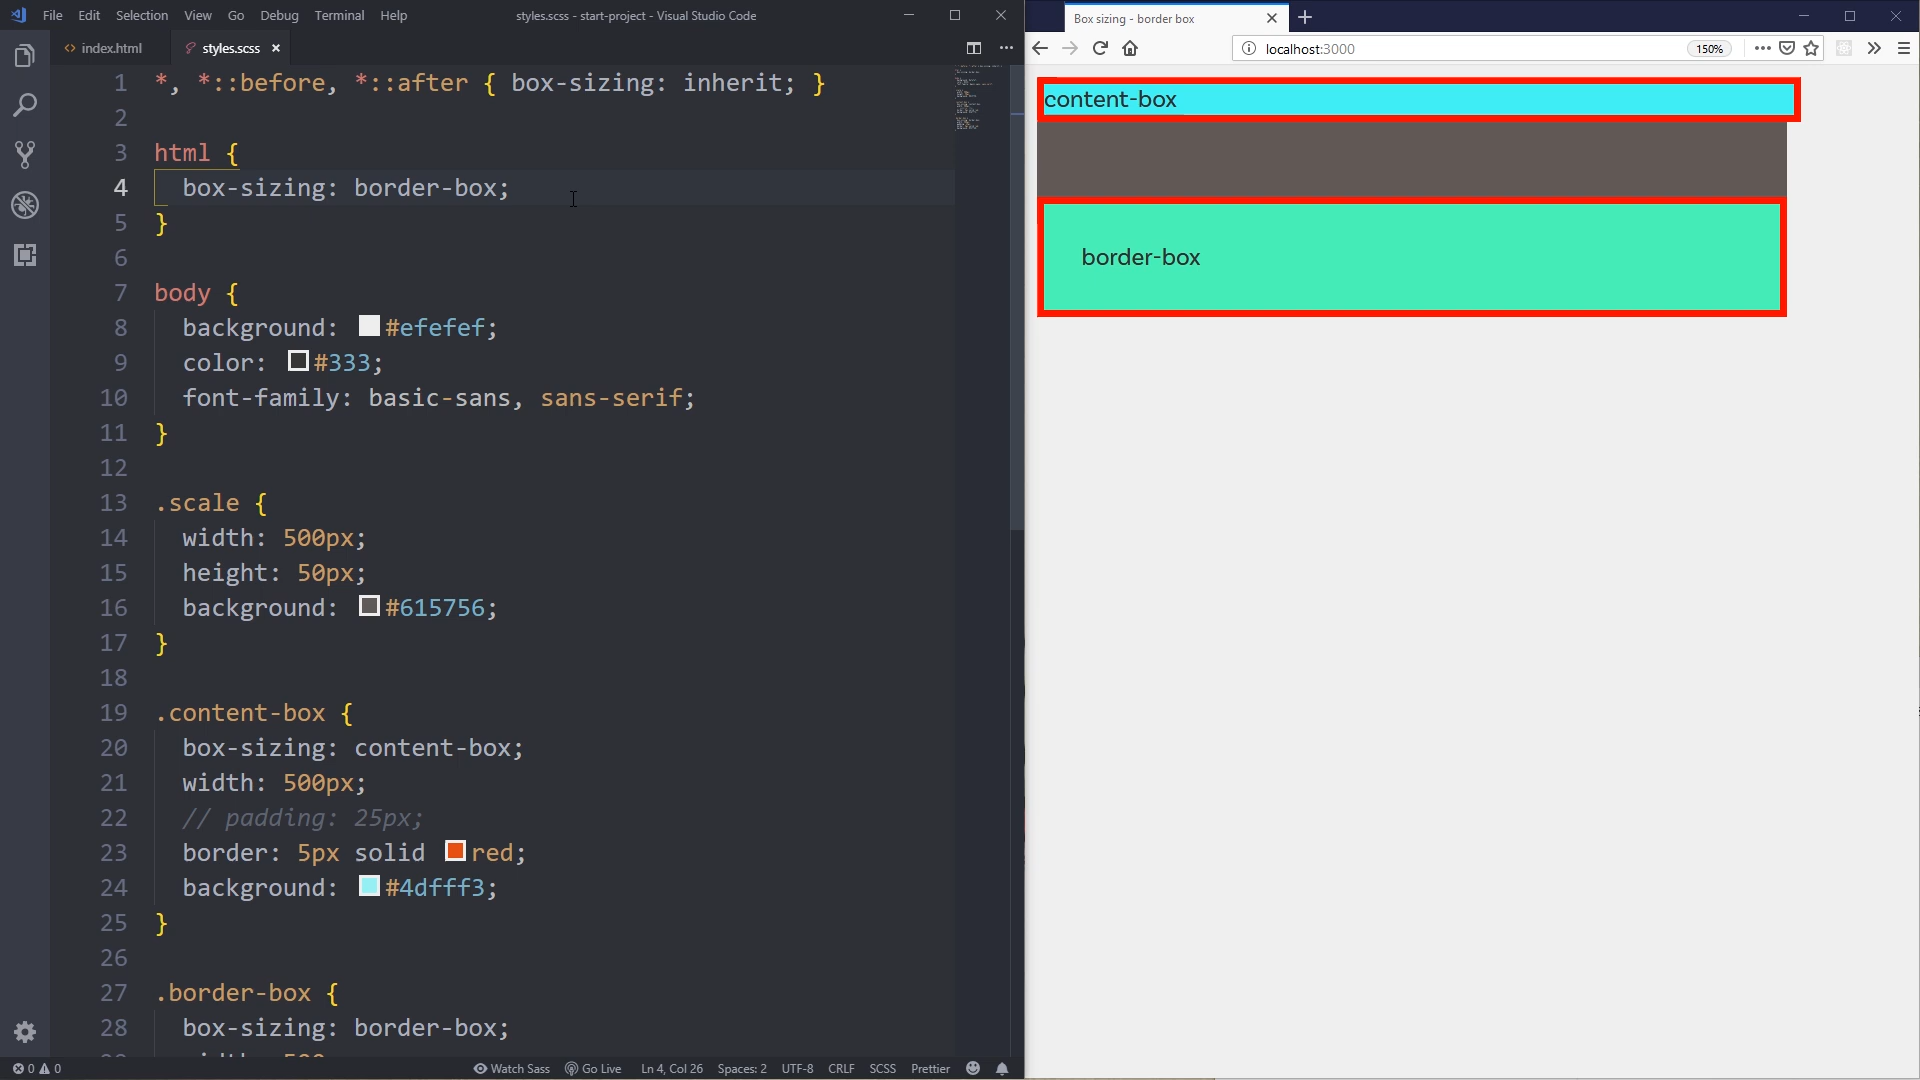 File Edit Selection View Go Debug Terminal Help
styles.scss - start-project - Visual Studio Code
index.html
styles.scss
1 *, *::before, *::after { box-sizing: inherit; }
2
3 html {
4 box-sizing: border-box;
5 }
6
7 body {
8 background: #efefef;
9 color: #333;
10 font-family: basic-sans, sans-serif;
11 }
12
13 .scale {
14 width: 500px;
15 height: 50px;
16 background: #615756;
17 }
18
19 .content-box {
20 box-sizing: content-box;
21 width: 500px;
22 // padding: 25px;
23 border: 5px solid red;
24 background: #4dfff3;
25 }
26
27 .border-box {
28 box-sizing: border-box;
0 0 Watch Sass Go Live Ln 4, Col 26 Spaces: 2 UTF-8 CRLF SCSS Prettier
Box sizing - border box
localhost:3000 150%
content-box
border-box